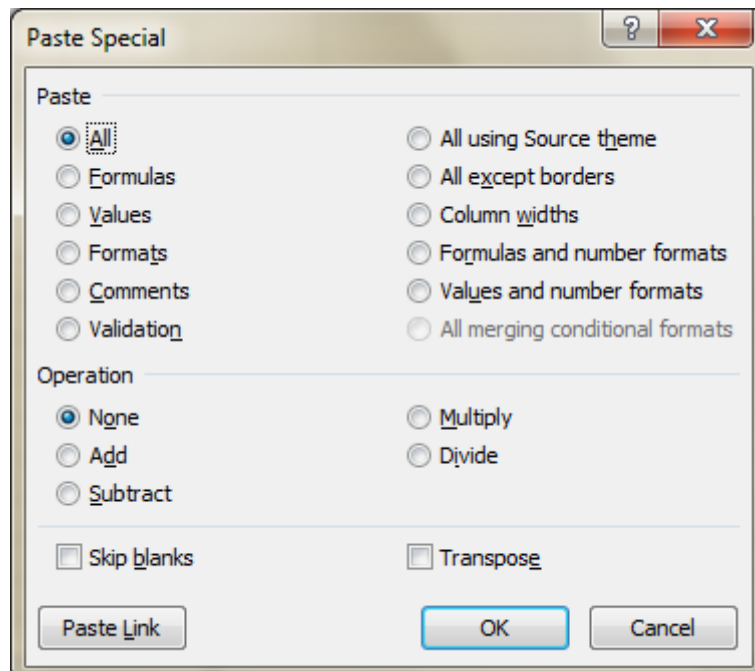 Paste Special
?
Paste
All
All using Source theme
Formulas
All except borders
Values
Column widths
Formats
Formulas and number formats
Comments
Values and number formats
Validation
All merging conditional formats
Operation
None
Multiply
Add
Divide
Subtract
Skip blanks
Transpose
Paste Link
OK
Cancel